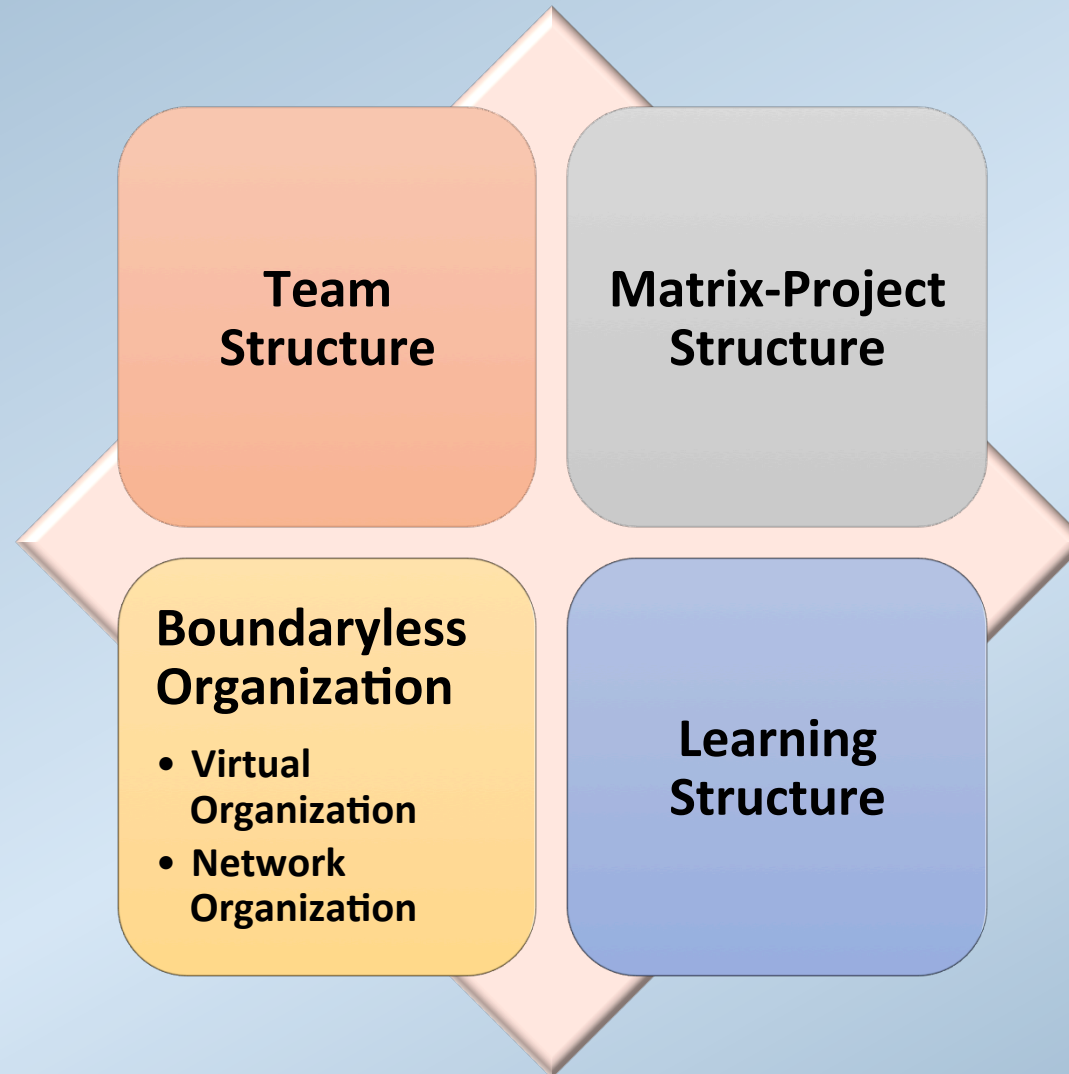 Team
Structure
Matrix-Project
Structure
Boundaryless
Organization
• Virtual
Organization
• Network
Organization
Learning
Structure